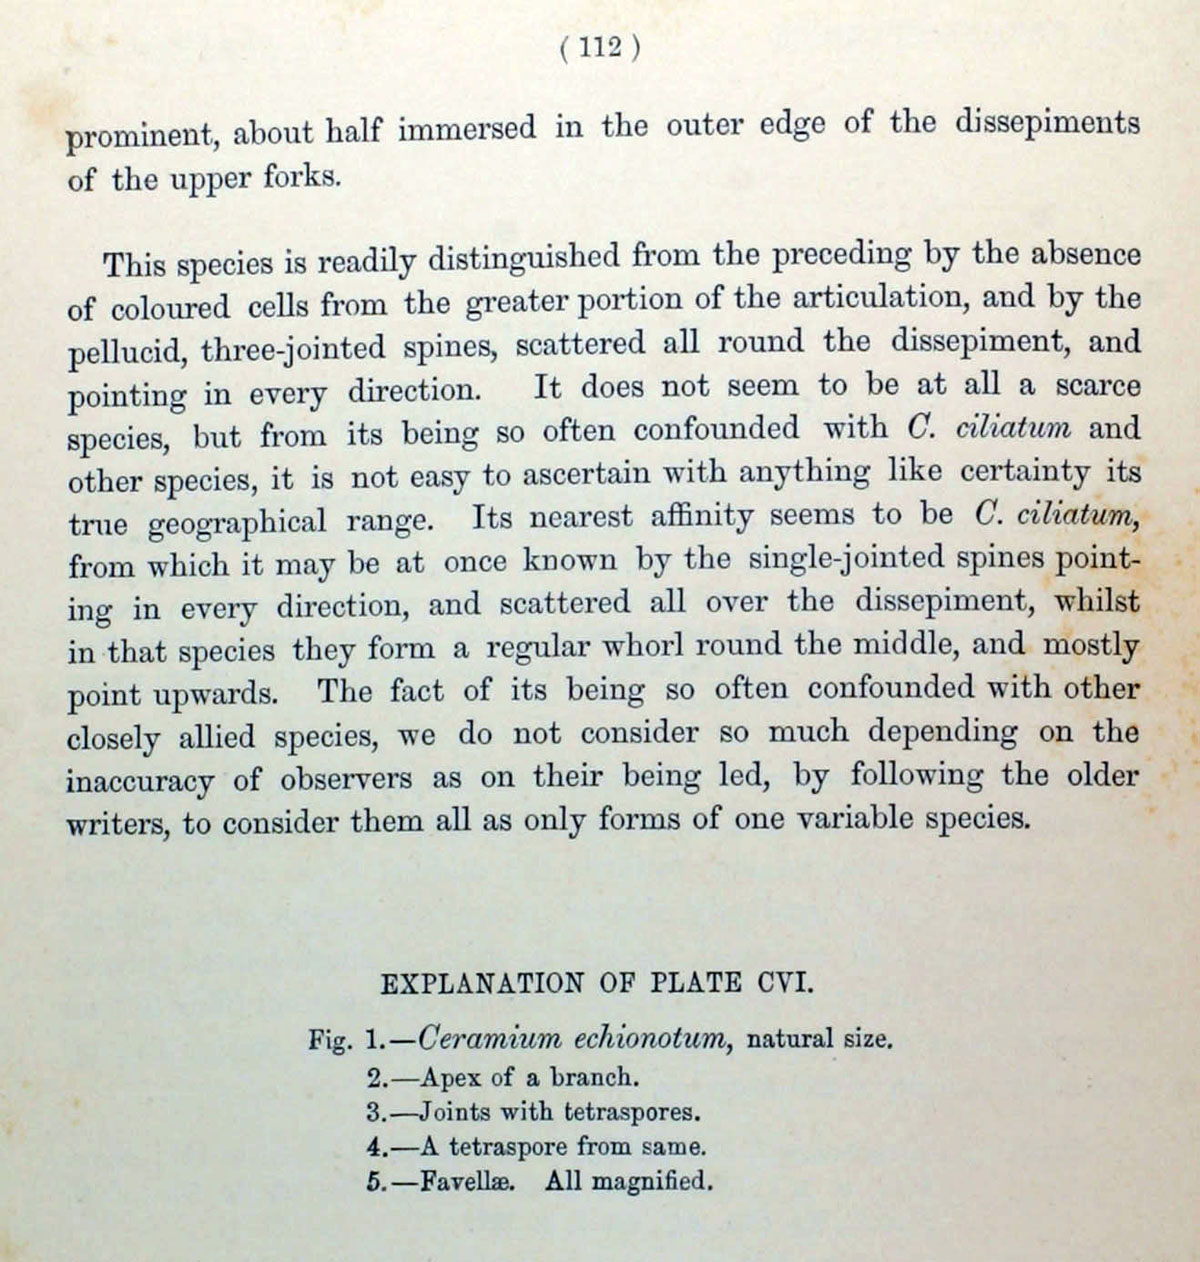 ( 112 )
prominent, about half immersed in the outer edge of the dissepiments
of the upper forks.
This species is readily distinguished from the preceding by the absence
of coloured cells from the greater portion of the articulation, and by the
pellucid, three-jointed spines, scattered all round the dissepiment, and
pointing in every direction. It does not seem to be at all a scarce
species, but from its being so often confounded with C. ciliatum and
other species, it is not easy to ascertain with anything like certainty its
true geographical range. Its nearest affinity seems to be C. ciliatum,
from which it may be at once known by the single-jointed spines point-
ing in every direction, and scattered all over the dissepiment, whilst
in that species they form a regular whorl round the middle, and mostly
point upwards. The fact of its being so often confounded with other
closely allied species, we do not consider so much depending on the
inaccuracy of observers as on their being led, by following the older
writers, to consider them all as only forms of one variable species.
EXPLANATION OF PLATE CVI.
Fig. 1.—Ceramium echionotum, natural size.
2.—Apex of a branch.
3.—Joints with tetraspores.
4.—A tetraspore from same.
5.—Favellæ. All magnified.